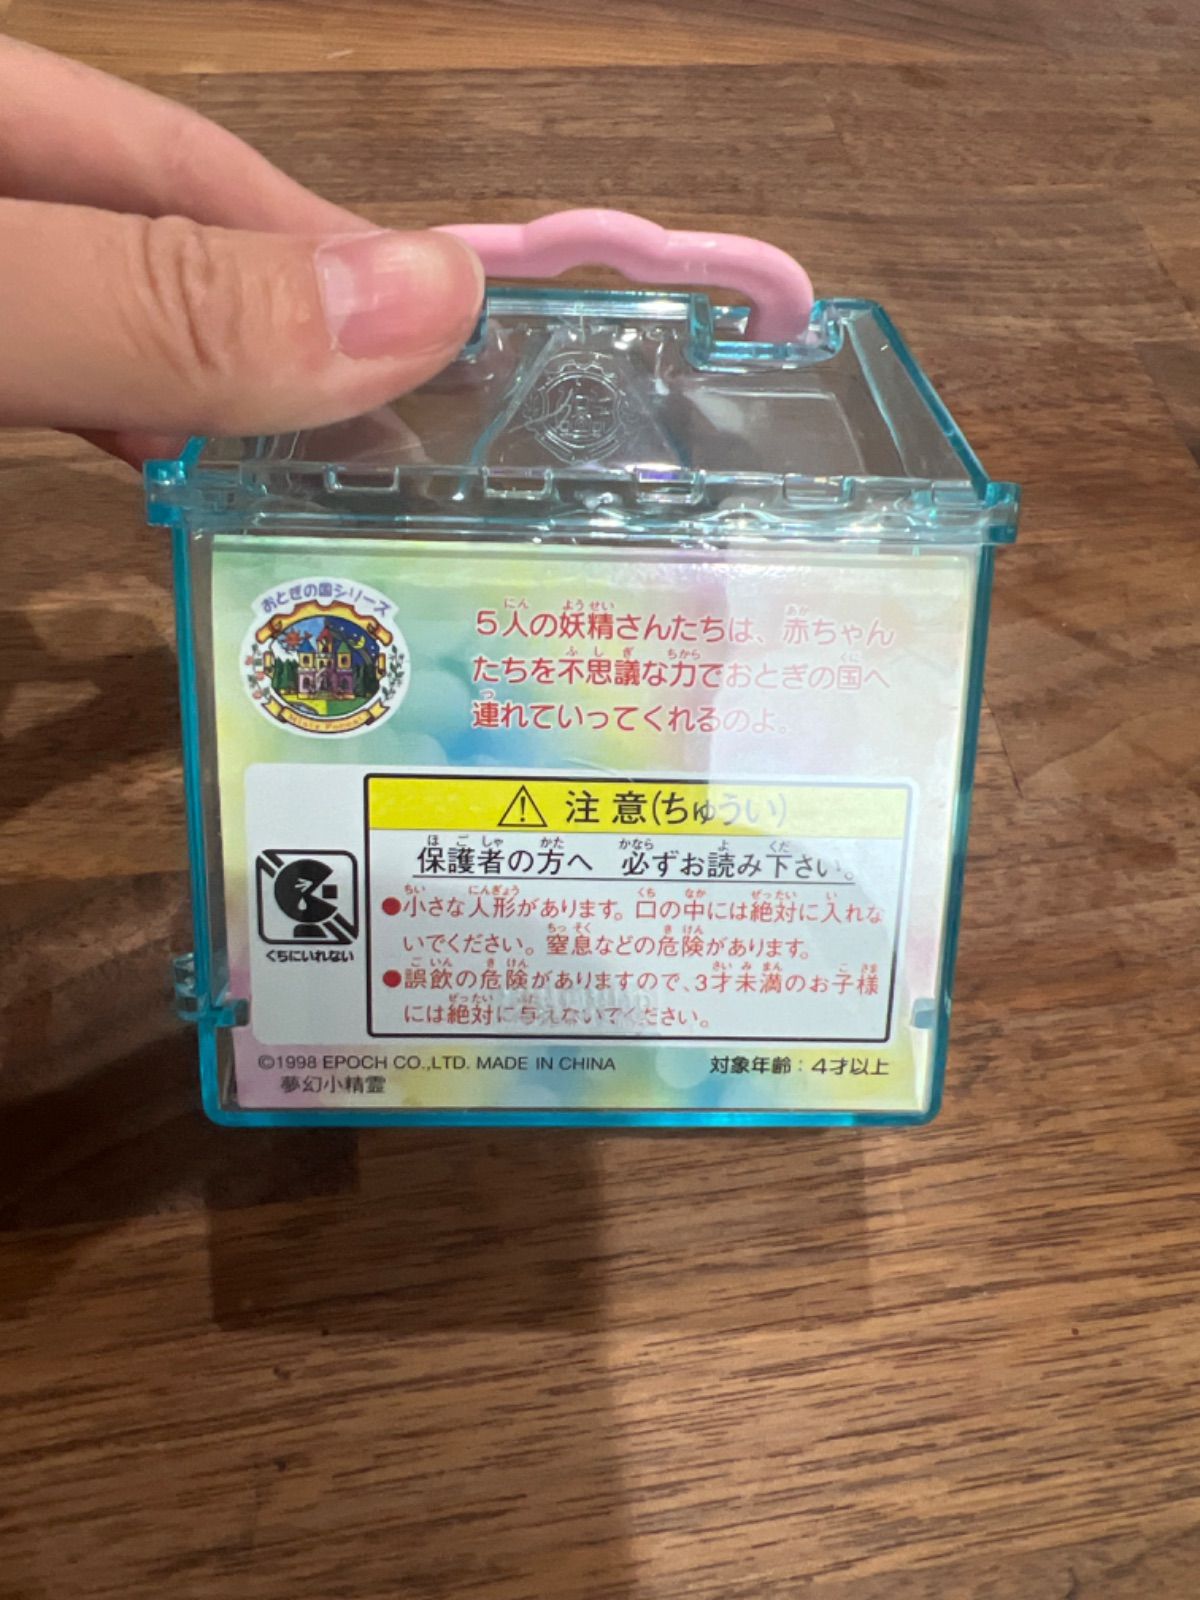 おとぎの国シリーズ
5人の妖精さんたちは、赤ちゃん
たちを不思議な力でおとぎの国へ
連れていってくれるのよ。
注意(ちゅうい)
保護者の方へ 必ずお読み下さい。
●小さな人形があります。口の中には絶対に入れな
いでください。窒息などの危険があります。
●誤飲の危険がありますので、3才未満のお子様
には絶対に与えないでください。
くちにいれない
©1998 EPOCH CO.,LTD. MADE IN CHINA
対象年齢：4才以上
夢幻小精霊